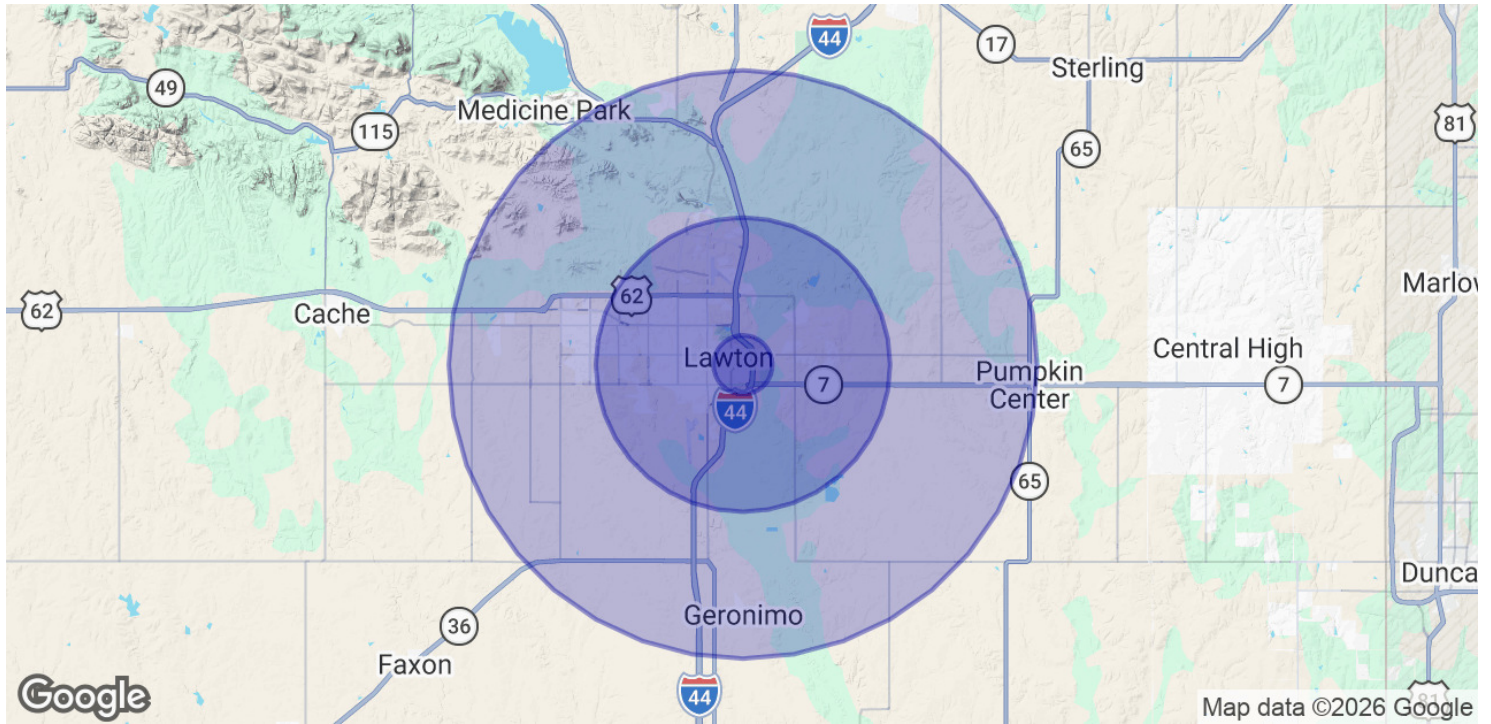 44
17
Sterling
49
Medicine Park
115
81
65
62
Cache
62
Marlow
Lawton
Central High
7
Pumpkin
Center
7
44
65
Geronimo
Dunca
36
Faxon
44
81
Google
Map data ©2026 Google